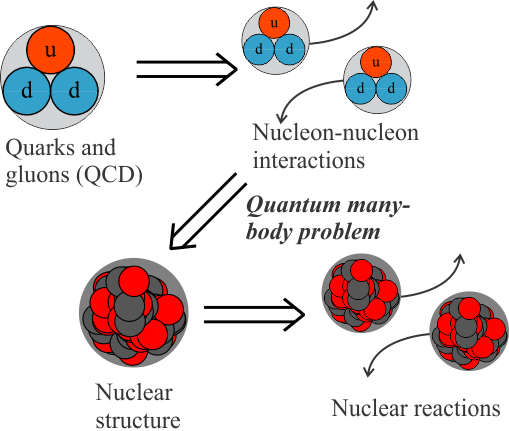 u
d d
Quarks and
gluons (QCD)
u
d d
u
d d
Nucleon-nucleon
interactions
Quantum many-
body problem
Nuclear
structure
Nuclear reactions